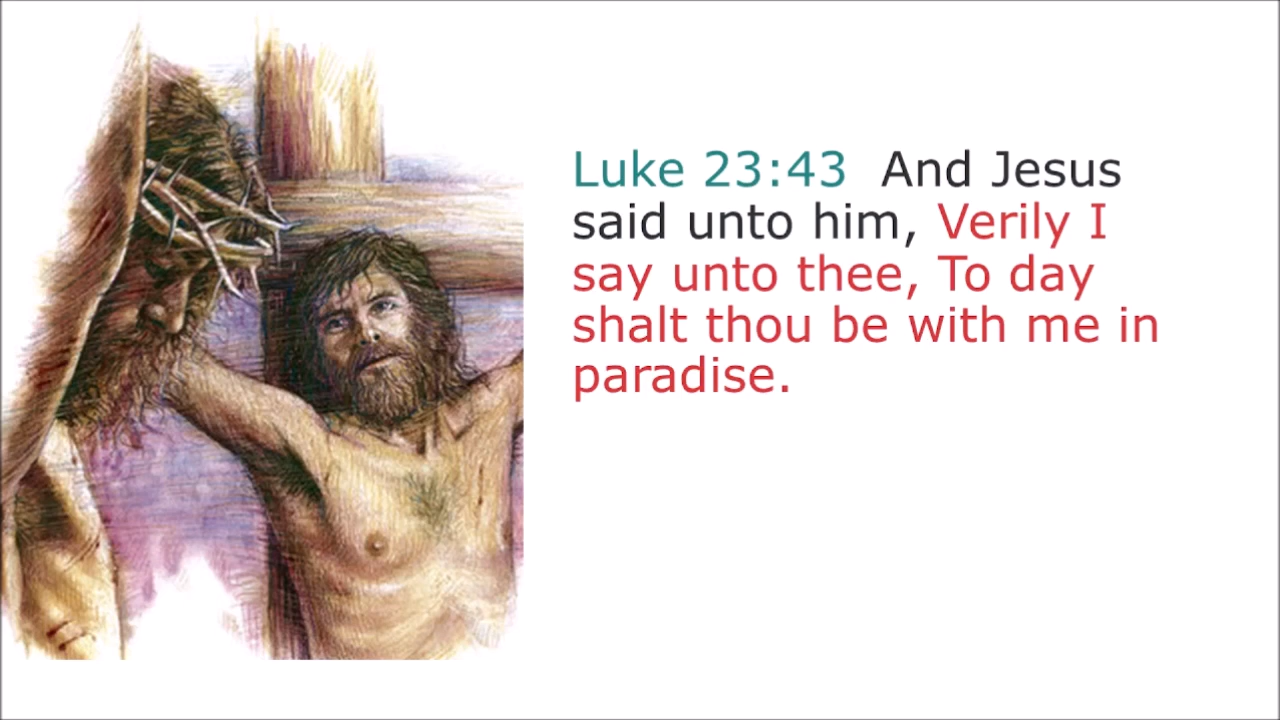 Luke 23:43  And Jesus
said unto him, Verily I
say unto thee, To day
shalt thou be with me in
paradise.